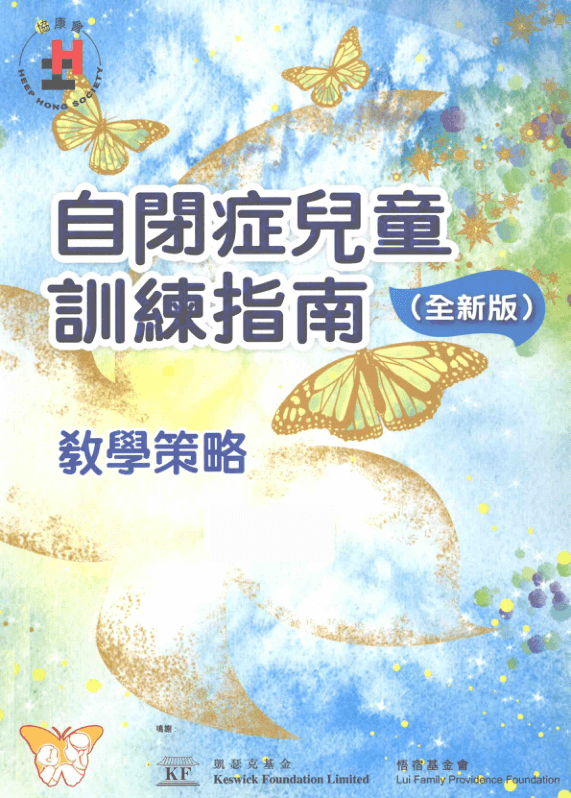 協康會
HEEP HONG SOCIETY
自閉症兒童
訓練指南
(全新版)
教學策略
鳴謝：
KF
凱瑟克基金
Keswick Foundation Limited
悟宿基金會
Lui Family Providence Foundation